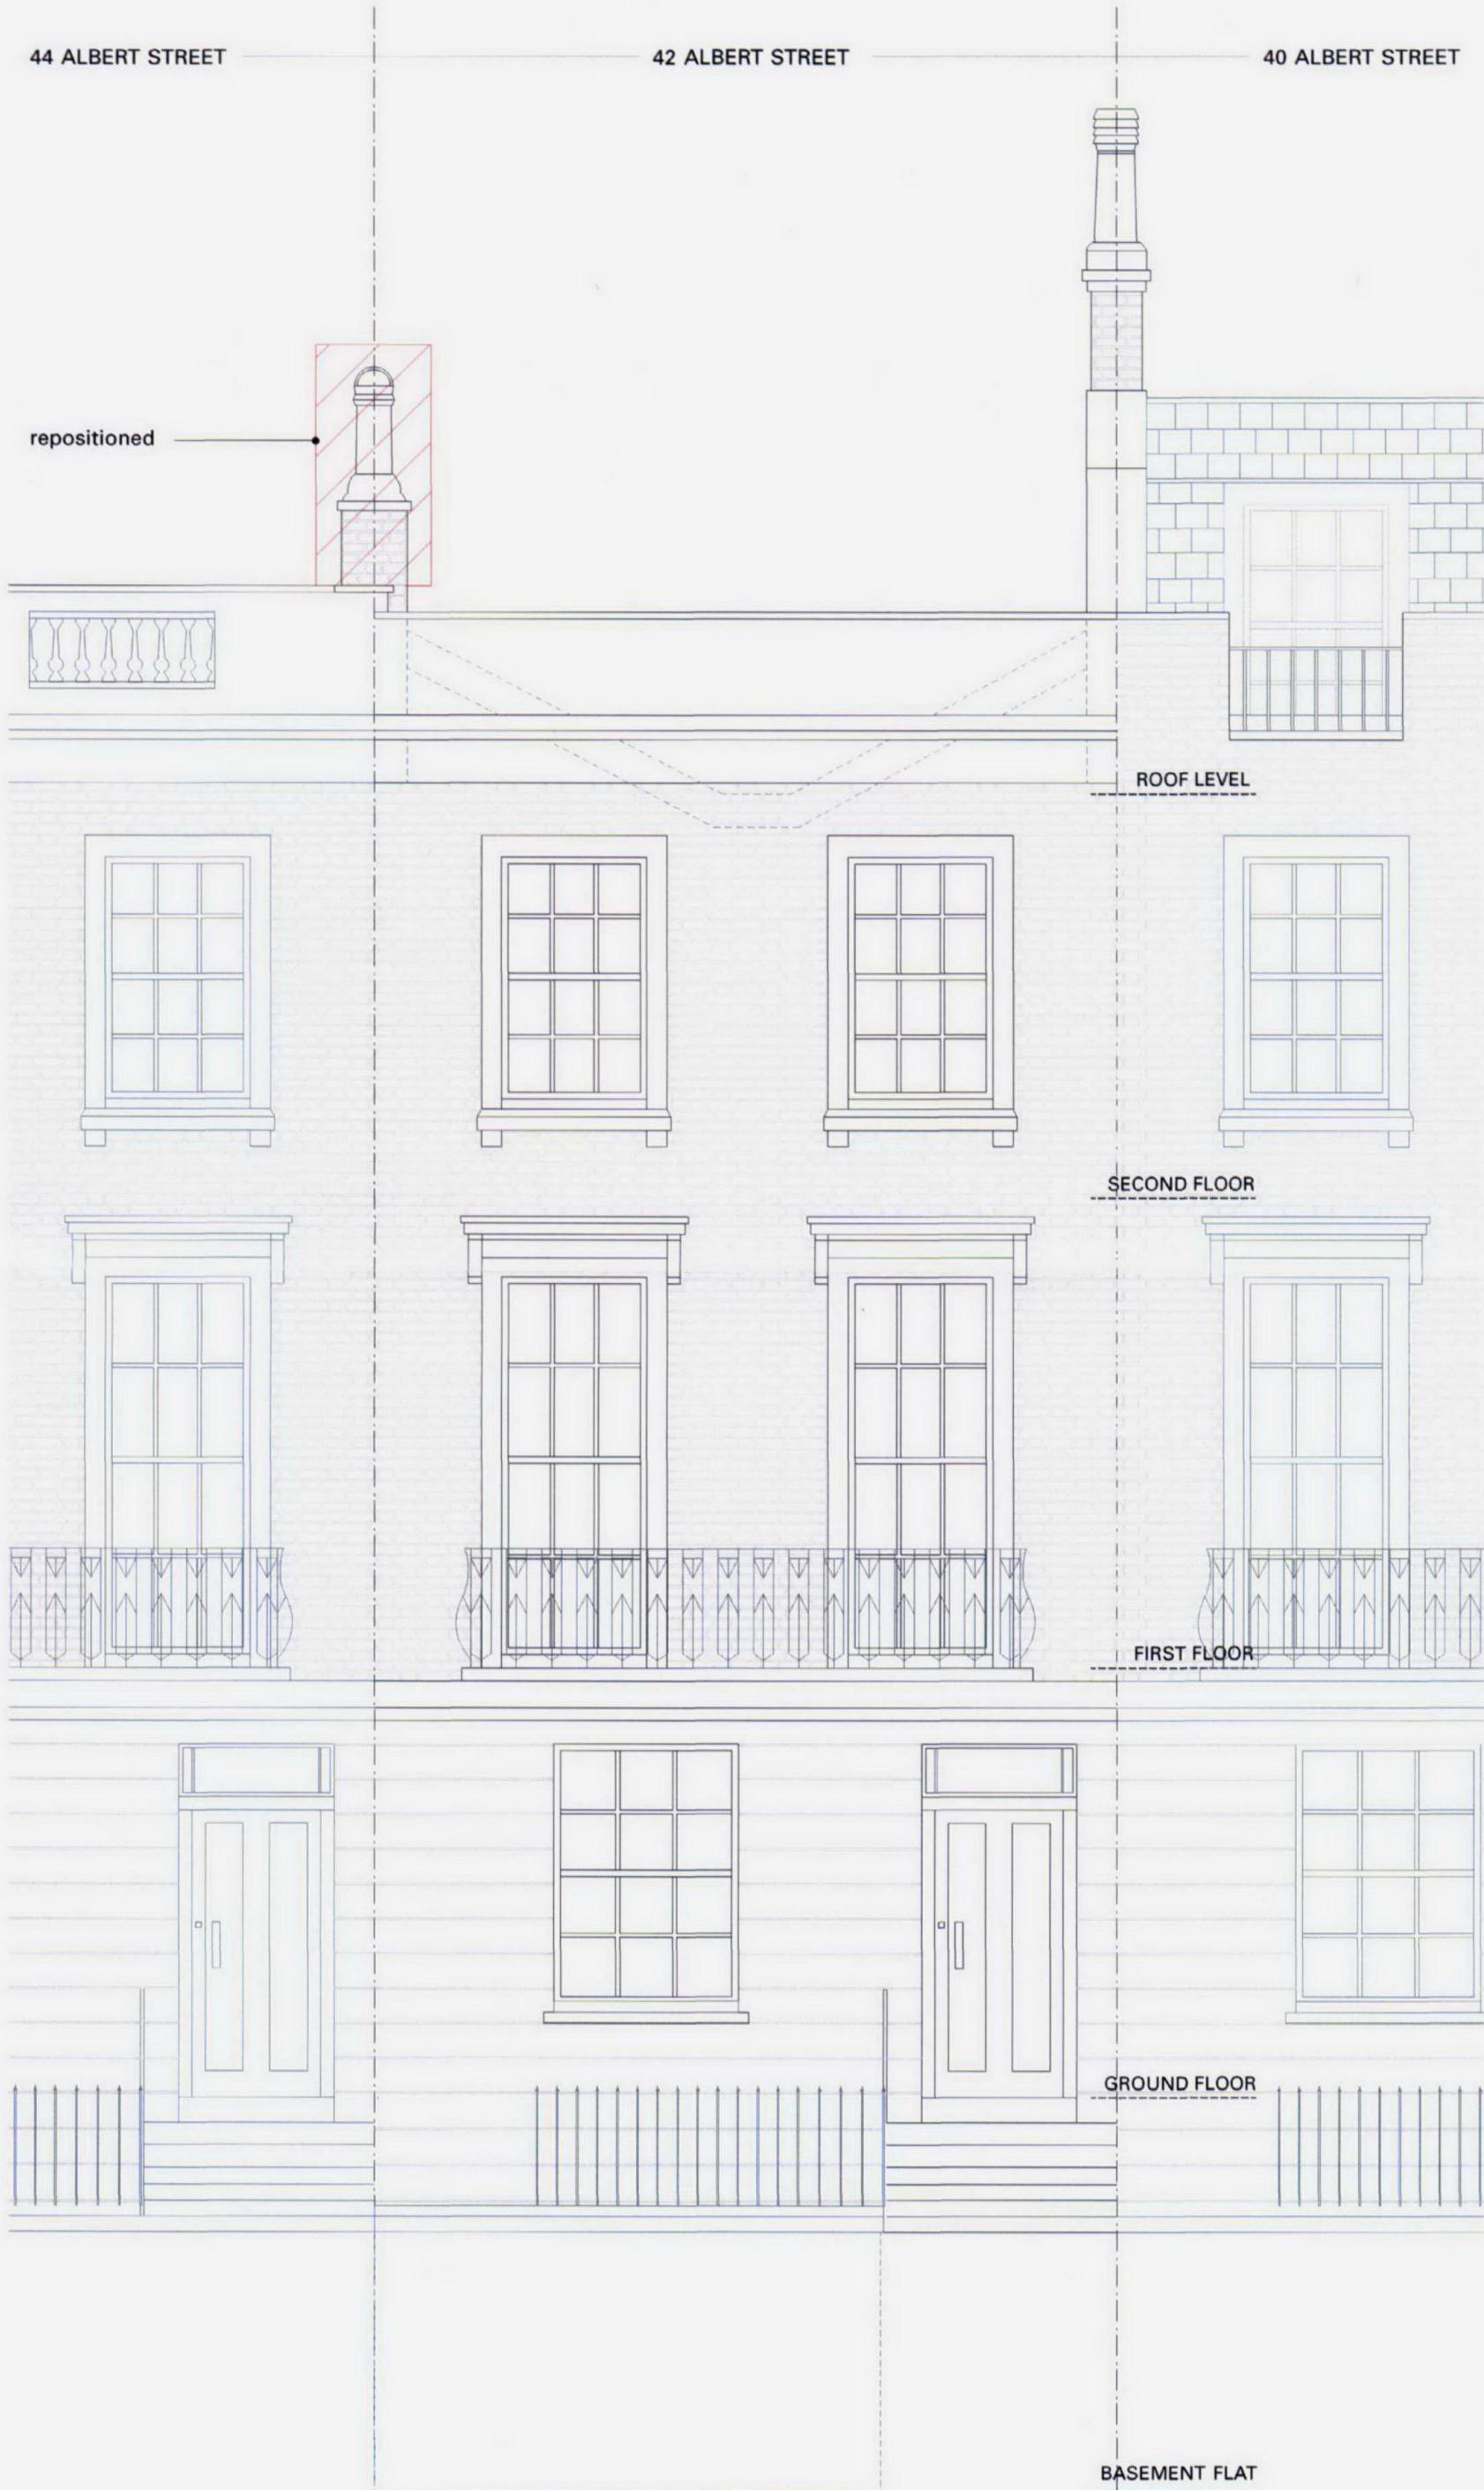 44 ALBERT STREET
42 ALBERT STREET
40 ALBERT STREET
repositioned
ROOF LEVEL
SECOND FLOOR
FIRST FLOOR
GROUND FLOOR
BASEMENT FLAT